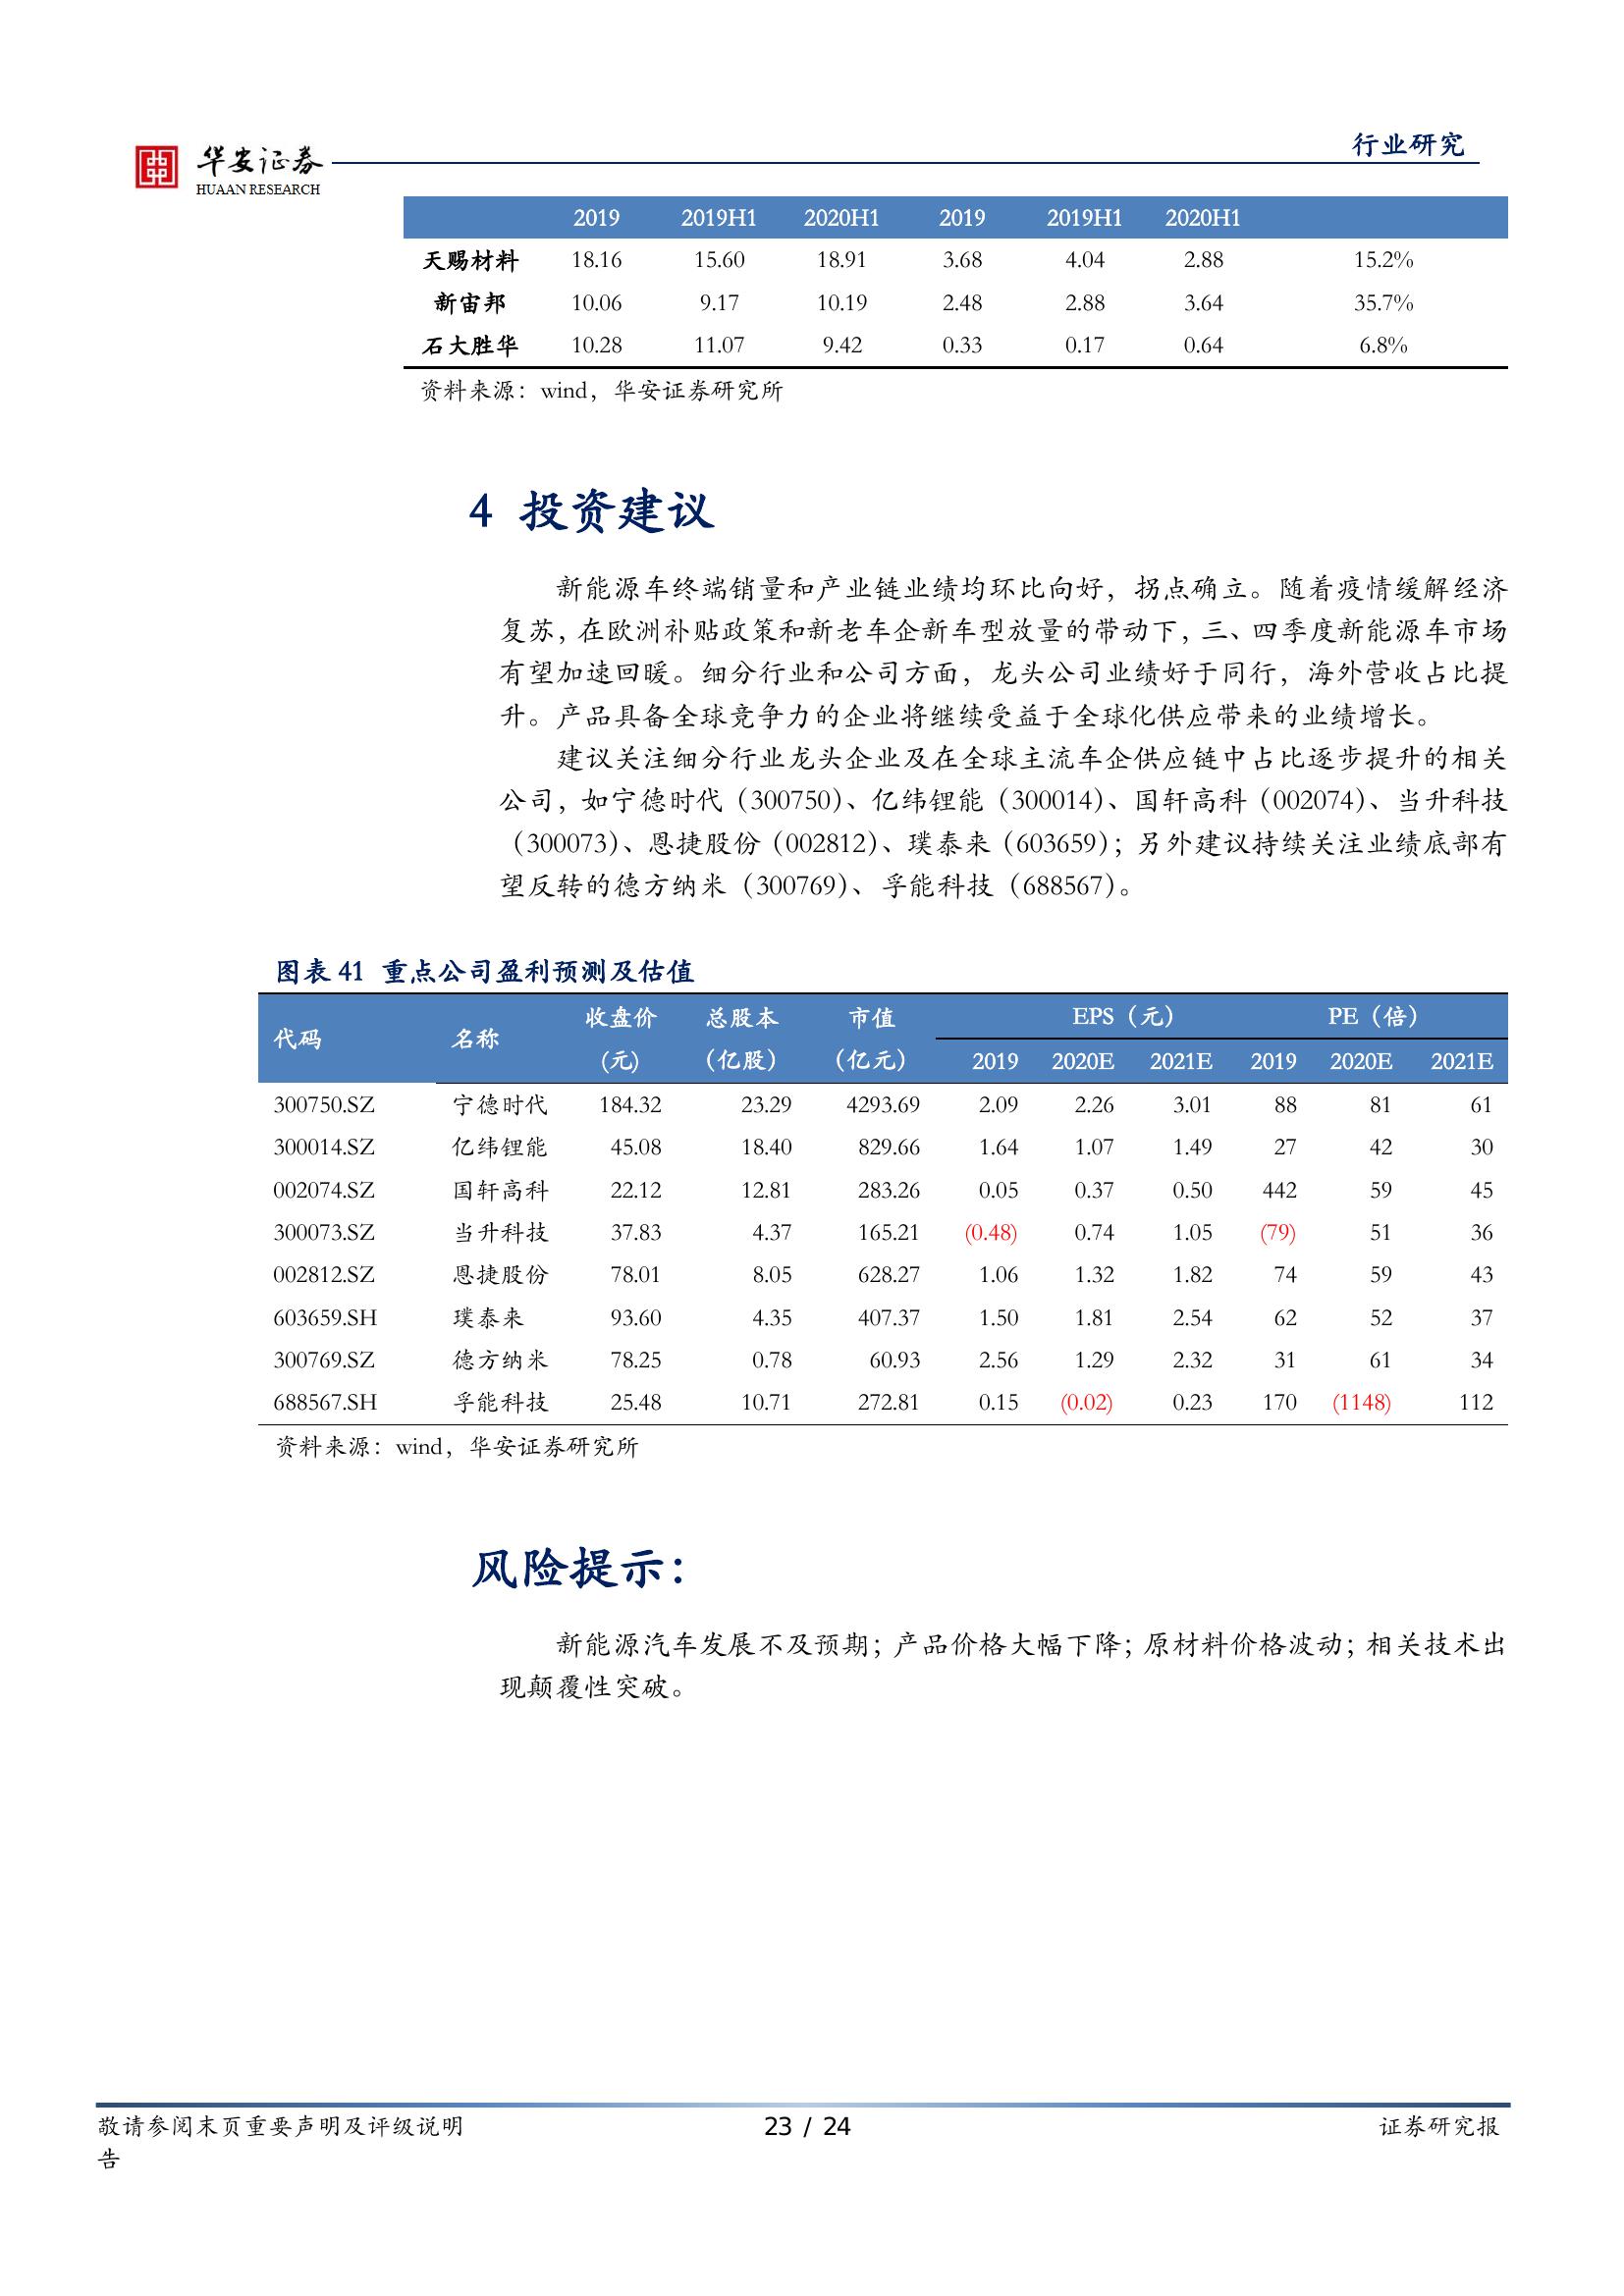 华安证券
HUAAN RESEARCH
行业研究
2019 2019H1 2020H1 2019 2019H1 2020H1
天赐材料 18.16 15.60 18.91 3.68 4.04 2.88 15.2%
新宙邦 10.06 9.17 10.19 2.48 2.88 3.64 35.7%
石大胜华 10.28 11.07 9.42 0.33 0.17 0.64 6.8%
资料来源：wind，华安证券研究所
4 投资建议
新能源车终端销量和产业链业绩均环比向好，拐点确立。随着疫情缓解经济
复苏，在欧洲补贴政策和新老车企新车型放量的带动下，三、四季度新能源车市场
有望加速回暖。细分行业和公司方面，龙头公司业绩好于同行，海外营收占比提
升。产品具备全球竞争力的企业将继续受益于全球化供应带来的业绩增长。
建议关注细分行业龙头企业及在全球主流车企供应链中占比逐步提升的相关
公司，如宁德时代（300750）、亿纬锂能（300014）、国轩高科（002074）、当升科技
（300073）、恩捷股份（002812）、璞泰来（603659）；另外建议持续关注业绩底部有
望反转的德方纳米（300769）、孚能科技（688567）。
图表 41 重点公司盈利预测及估值
代码 名称 收盘价 总股本 市值 EPS（元） PE（倍）
(元) （亿股） （亿元） 2019 2020E 2021E 2019 2020E 2021E
300750.SZ 宁德时代 184.32 23.29 4293.69 2.09 2.26 3.01 88 81 61
300014.SZ 亿纬锂能 45.08 18.40 829.66 1.64 1.07 1.49 27 42 30
002074.SZ 国轩高科 22.12 12.81 283.26 0.05 0.37 0.50 442 59 45
300073.SZ 当升科技 37.83 4.37 165.21 (0.48) 0.74 1.05 (79) 51 36
002812.SZ 恩捷股份 78.01 8.05 628.27 1.06 1.32 1.82 74 59 43
603659.SH 璞泰来 93.60 4.35 407.37 1.50 1.81 2.54 62 52 37
300769.SZ 德方纳米 78.25 0.78 60.93 2.56 1.29 2.32 31 61 34
688567.SH 孚能科技 25.48 10.71 272.81 0.15 (0.02) 0.23 170 (1148) 112
资料来源：wind，华安证券研究所
风险提示：
新能源汽车发展不及预期；产品价格大幅下降；原材料价格波动；相关技术出
现颠覆性突破。
敬请参阅末页重要声明及评级说明 23 / 24 证券研究报
告